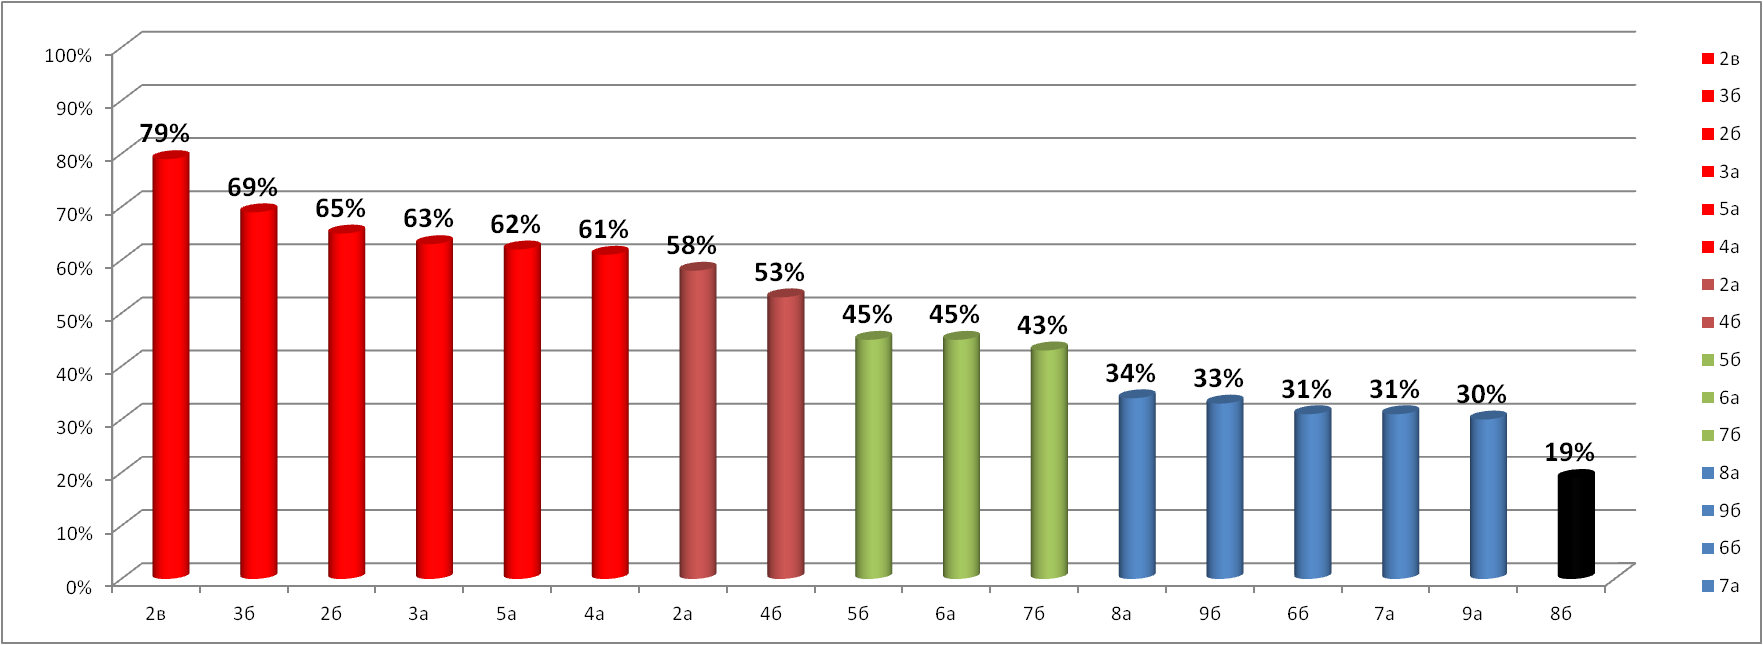 100%
90%
80%
70%
60%
50%
40%
30%
20%
10%
0%
79%
69%
65%
63%
62%
61%
58%
53%
45%
45%
43%
34%
33%
31%
31%
30%
19%
2в 3б 2б 3а 5а 4а 2а 4б 5б 6а 7б 8а 9б 6б 7а 9а 8б
2в
3б
2б
3а
5а
4а
2а
4б
5б
6а
7б
8а
9б
6б
7а